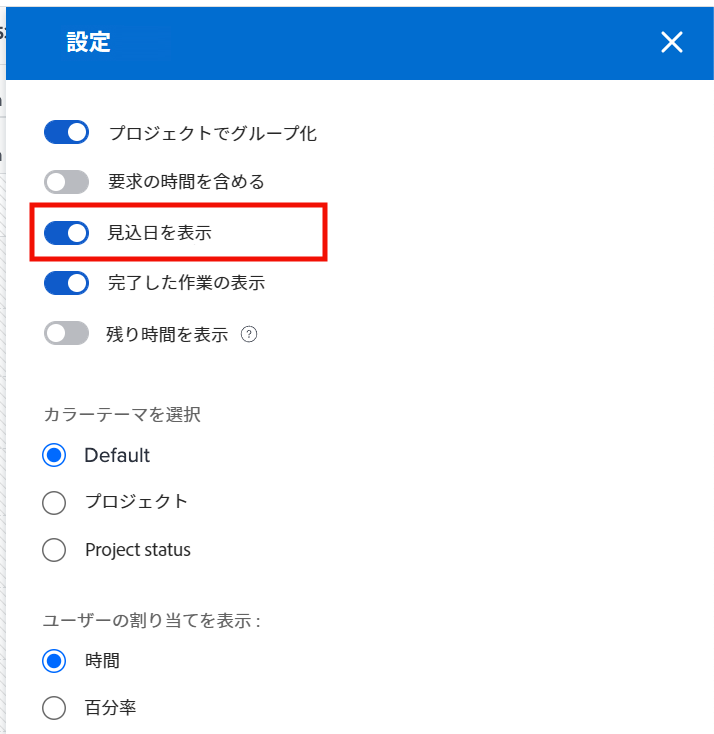 設定
プロジェクトでグループ化
要求の時間を含める
見込日を表示
完了した作業の表示
残り時間を表示 ?
カラーテーマを選択
Default
プロジェクト
Project status
ユーザーの割り当てを表示 :
時間
百分率